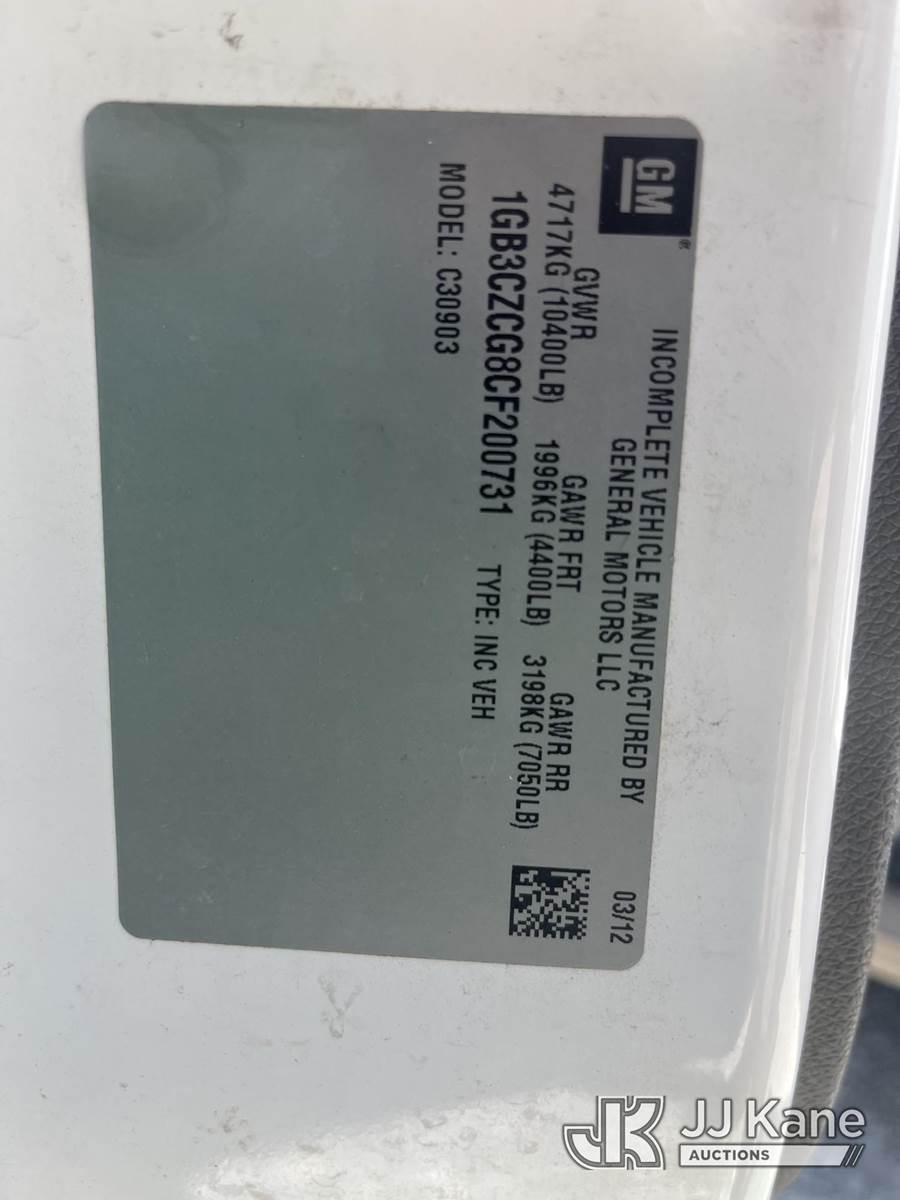 GM®
INCOMPLETE VEHICLE MANUFACTURED BY 03/12
GENERAL MOTORS LLC
GVWR GAWR FRT GAWR RR
4717KG (10400LB) 1996KG (4400LB) 3198KG (7050LB)
1GB3CZCG8CF200731 TYPE: INC VEH
MODEL: C30903
JK JJ Kane
AUCTIONS